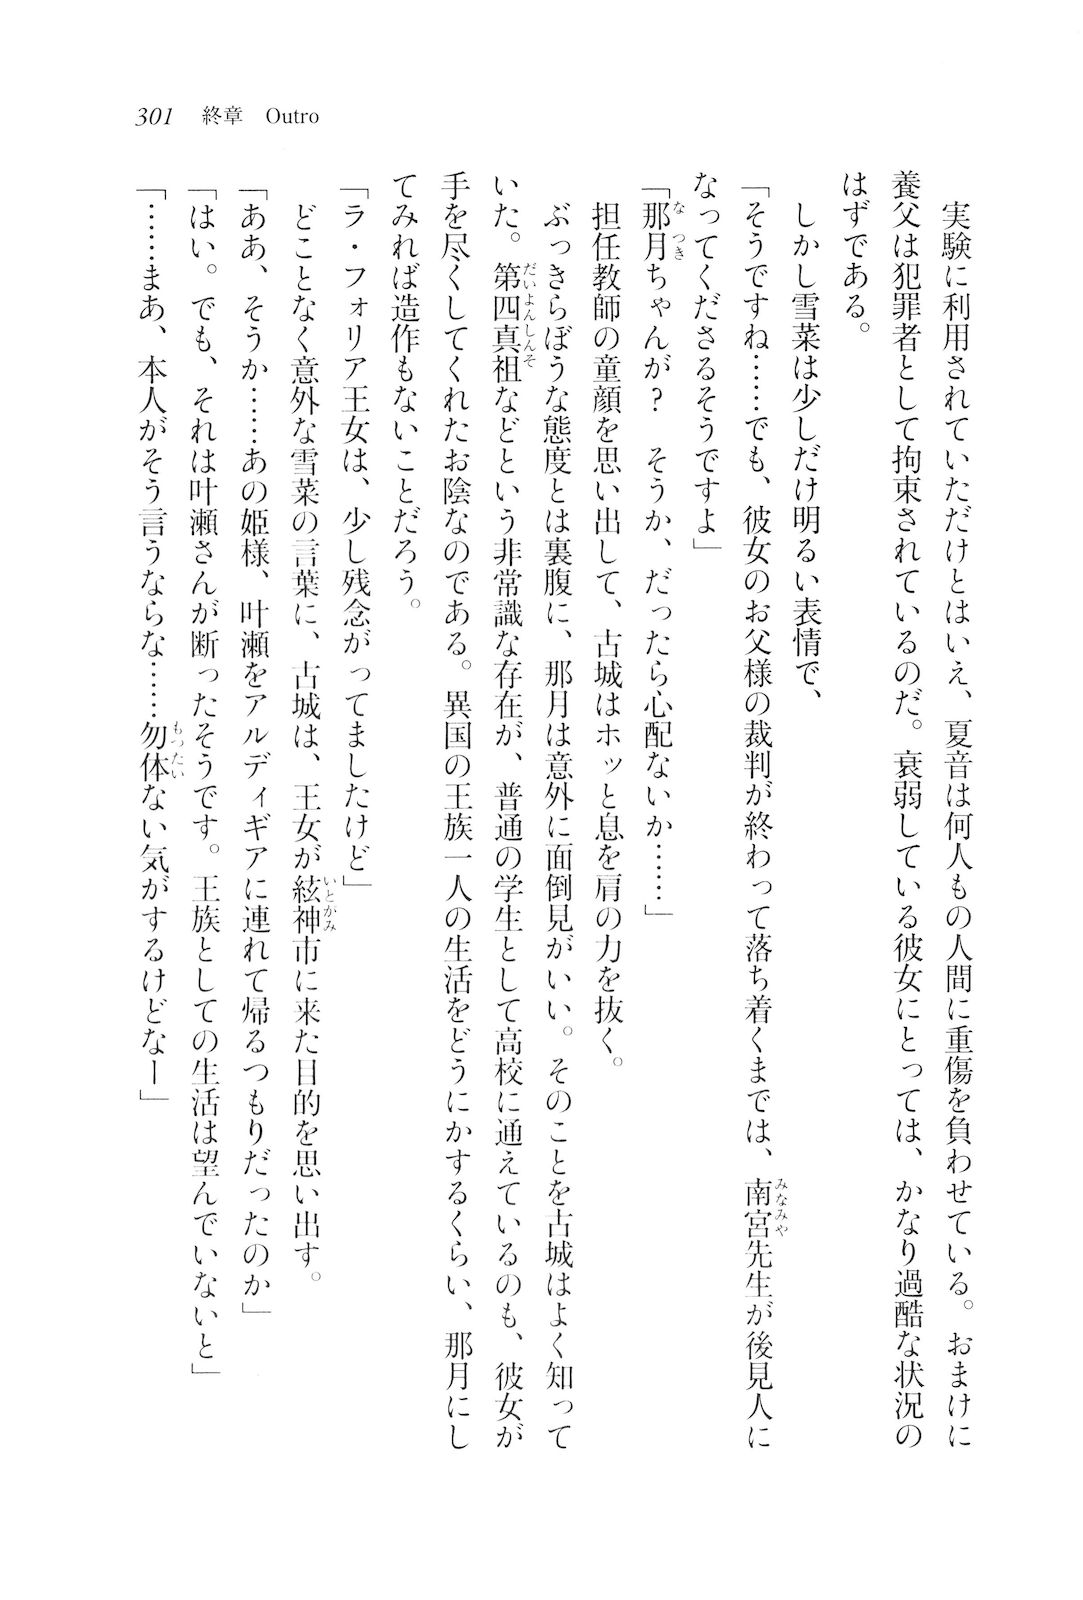 301 終章 Outro
実験に利用されていただけとはいえ、夏音は何人もの人間に重傷を負わせている。おまけに
養父は犯罪者として拘束されているのだ。衰弱している彼女にとっては、かなり過酷な状況の
はずである。
しかし雪菜は少しだけ明るい表情で、
「そうですね……でも、彼女のお父様の裁判が終わって落ち着くまでは、南宮先生が後見人に
なってくださるそうですよ」
「那月ちゃんが? そうか、だったら心配ないか……」
担任教師の童顔を思い出して、古城はホッと息を肩の力を抜く。
ぶっきらぼうな態度とは裏腹に、那月は意外に面倒見がいい。そのことを古城はよく知って
いた。第四真祖などという非常識な存在が、普通の学生として高校に通えているのも、彼女が
手を尽くしてくれたお陰なのである。異国の王族一人の生活をどうにかするくらい、那月にし
てみれば造作もないことだろう。
「ラ・フォリア王女は、少し残念がってましたけど」
どことなく意外な雪菜の言葉に、古城は、王女が絃神市に来た目的を思い出す。
「ああ、そうか……あの姫様、叶瀬をアルディギアに連れて帰るつもりだったのか」
「はい。でも、それは叶瀬さんが断ったそうです。王族としての生活は望んでいないと」
「……まあ、本人がそう言うならな……勿体ない気がするけどなー」